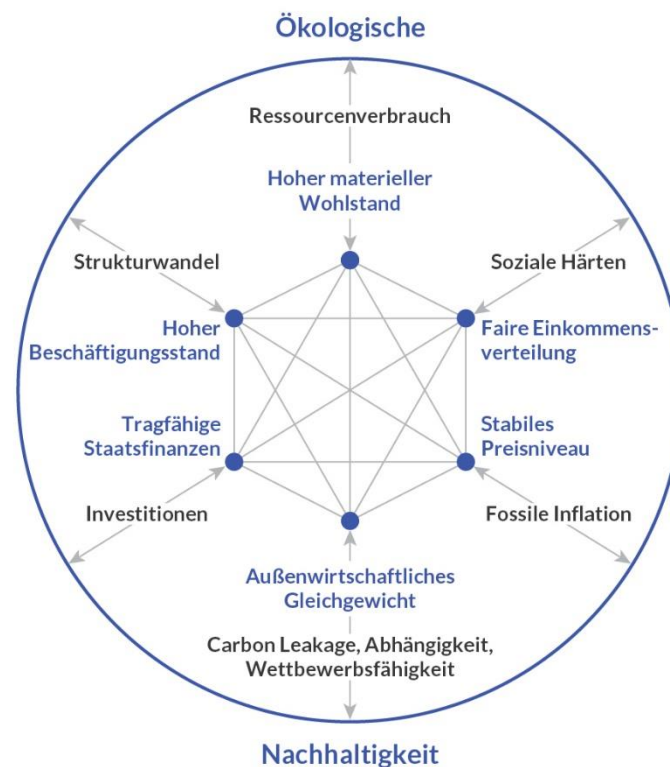 Ökologische
Ressourcenverbrauch
Hoher materieller
Wohlstand
Strukturwandel
Soziale Härten
Hoher
Beschäftigungsstand
Faire Einkommens-
verteilung
Tragfähige
Staatsfinanzen
Stabiles
Preisniveau
Investitionen
Fossile Inflation
Außenwirtschaftliches
Gleichgewicht
Carbon Leakage, Abhängigkeit,
Wettbewerbsfähigkeit
Nachhaltigkeit